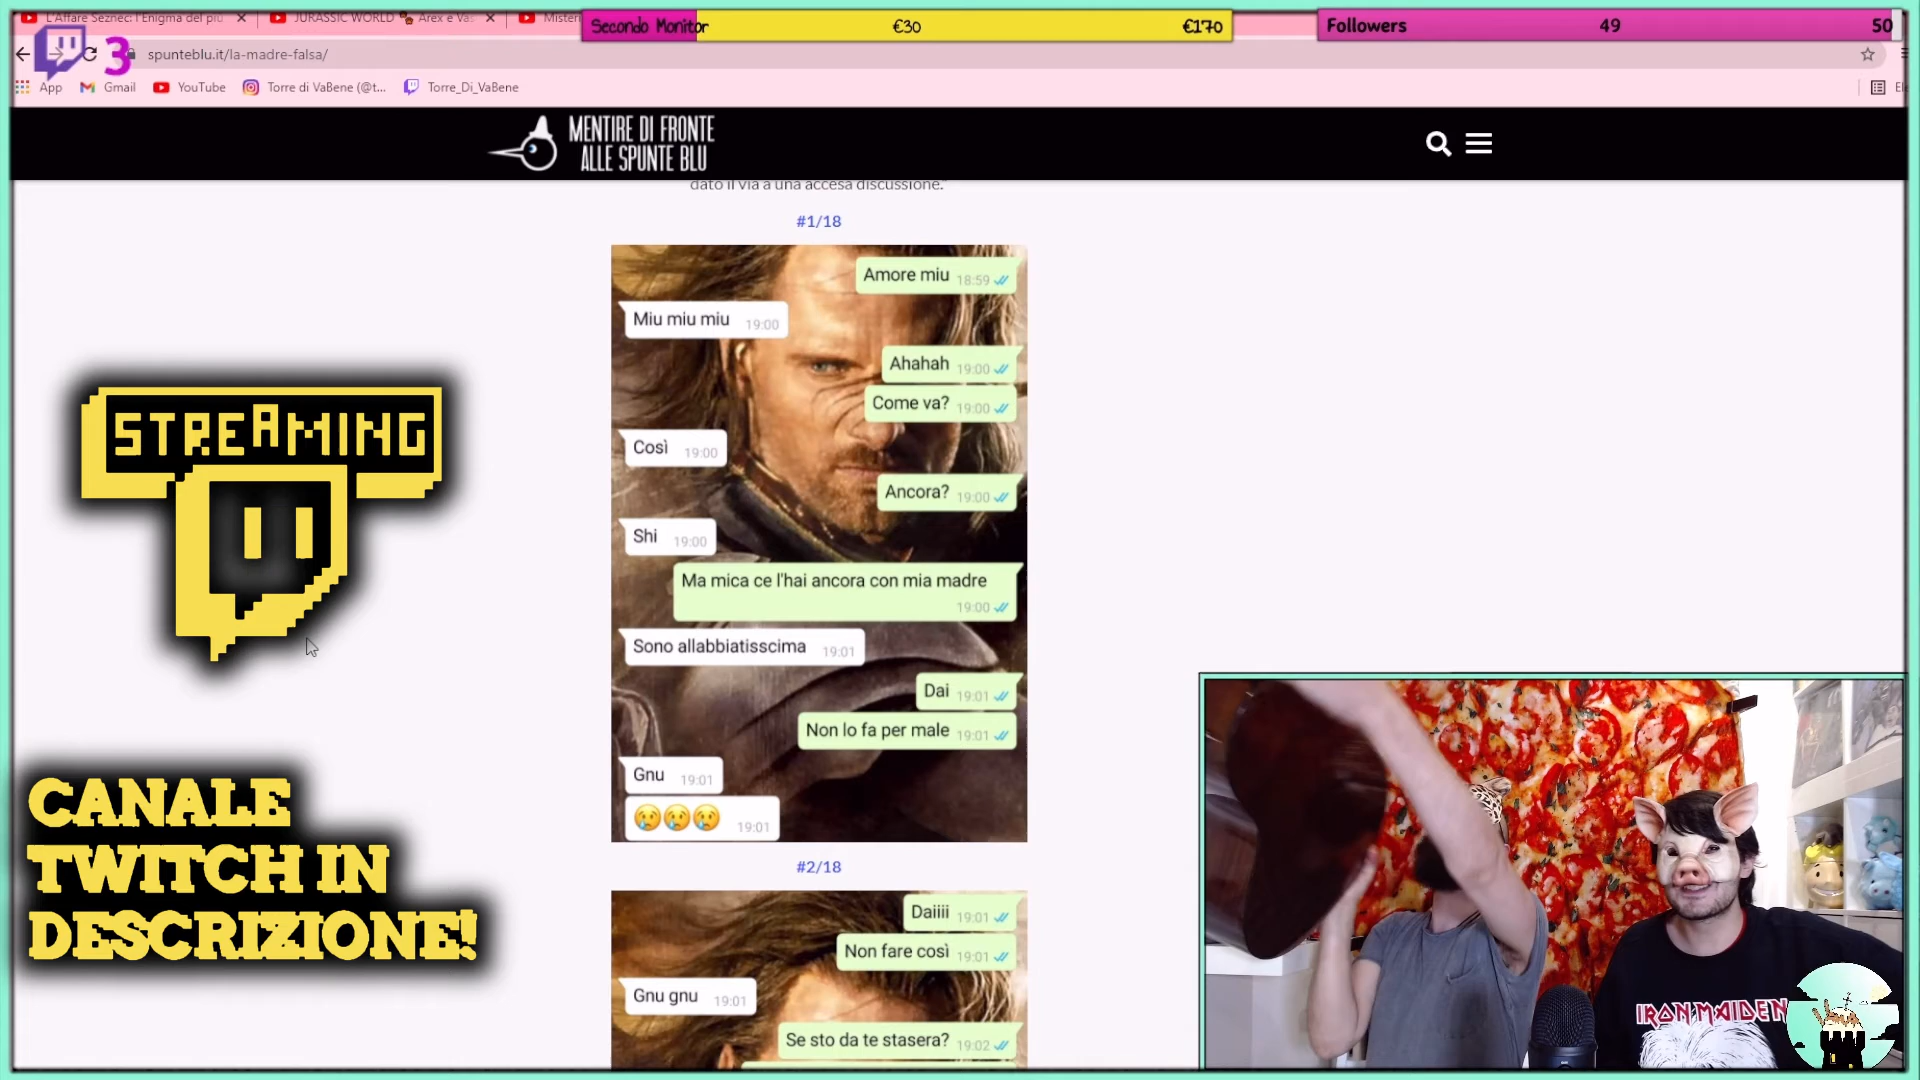 L'Affare Seznec: l'Enigma del più
JURASSIC WORLD
Arex e Vas
Misteri
Secondo Monitor
€30
€170
Followers
49
50
3
spunteblu.it/la-madre-falsa/
App
Gmail
YouTube
Torre di VaBene (@t...
Torre_Di_VaBene
MENTIRE DI FRONTE
ALLE SPUNTE BLU
dato il via a una accesa discussione."
#1/18
Amore miu 18:59
Miu miu miu 19:00
Ahahah 19:00
Come va? 19:00
Così 19:00
Ancora? 19:00
Shi 19:00
Ma mica ce l'hai ancora con mia madre
19:00
Sono allabbiatisscima 19:01
Dai 19:01
Non lo fa per male 19:01
Gnu 19:01
😢😢😢 19:01
#2/18
Daiiii 19:01
Non fare così 19:01
Gnu gnu 19:01
Se sto da te stasera? 19:02
STREAMING
CANALE
TWITCH IN
DESCRIZIONE!
IRON MAIDEN